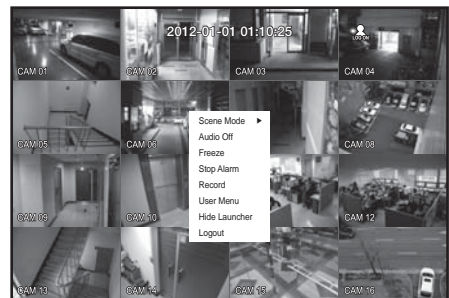 2012-01-01 01:10:25
LOG ON
CAM 01
CAM 02
CAM 03
CAM 04
CAM 05
CAM 06
CAM 08
CAM 09
CAM 10
CAM 12
CAM 13
CAM 14
CAM 15
CAM 16
Scene Mode
Audio Off
Freeze
Stop Alarm
Record
User Menu
Hide Launcher
Logout